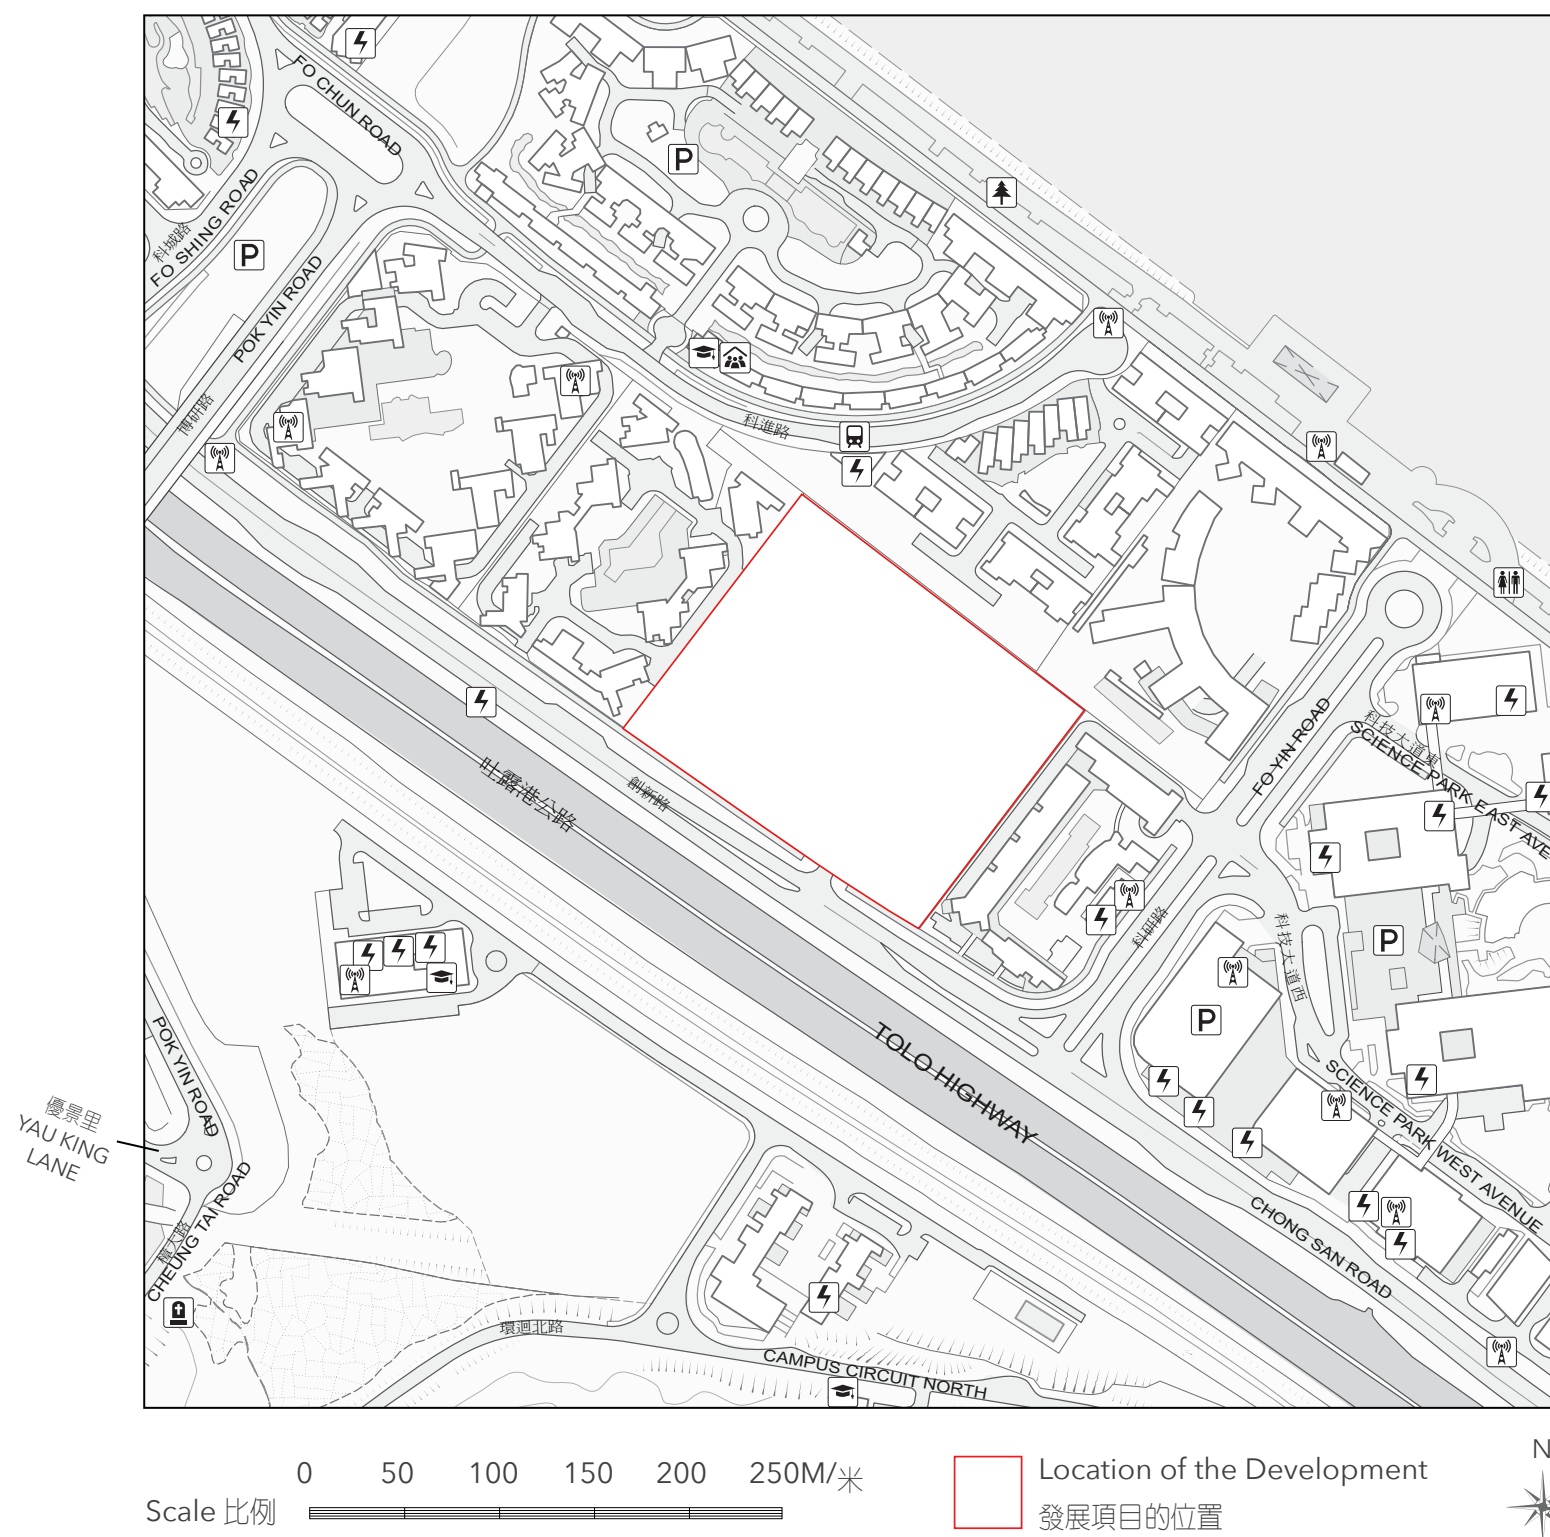 FO CHUN ROAD
科城路
FO SHING ROAD
P
P
POK YIN ROAD
博研路
科進路
吐露港公路
創新路
FO YIN ROAD
科技大道東
SCIENCE PARK EAST AVE
科研路
科技大道西
P
P
TOLO HIGHWAY
SCIENCE PARK WEST AVENUE
POK YIN ROAD
優景里
YAU KING
LANE
CHEUNG TAI ROAD
CHONG SAN ROAD
環迴北路
CAMPUS CIRCUIT NORTH
0 50 100 150 200 250M/米
Scale 比例
Location of the Development
發展項目的位置
N